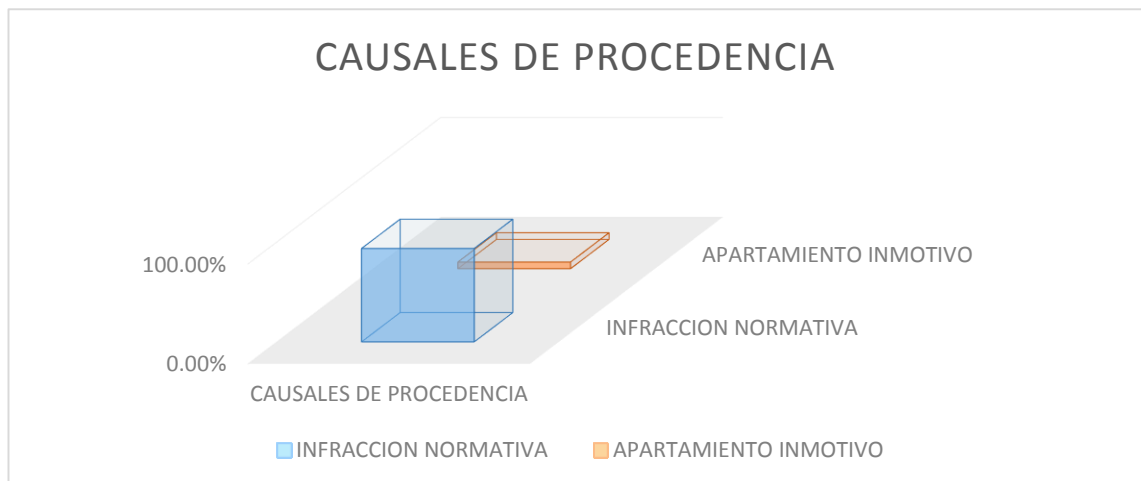 CAUSALES DE PROCEDENCIA
100.00%
0.00%
APARTAMIENTO INMOTIVO
INFRACCION NORMATIVA
CAUSALES DE PROCEDENCIA
INFRACCION NORMATIVA
APARTAMIENTO INMOTIVO